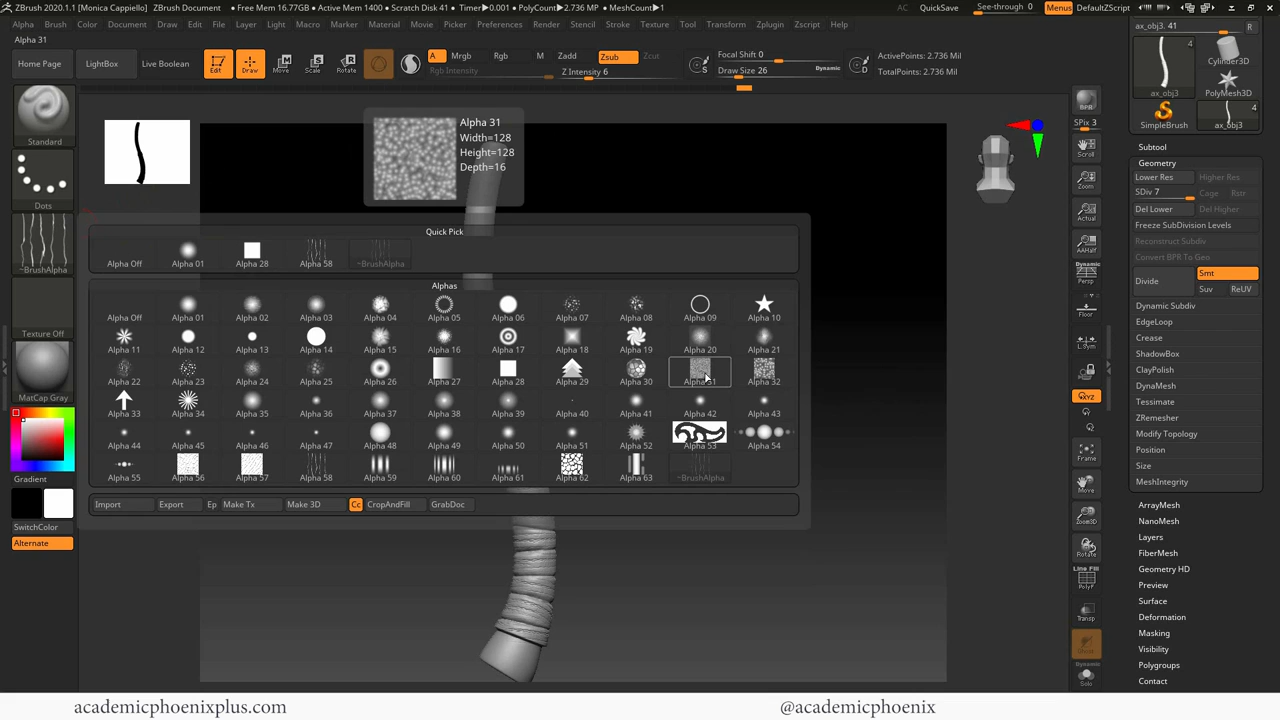 ZBrush 2020.1.1 [Monica Cappiello]   ZBrush Document   • Free Mem 16.77GB • Active Mem 1400 • Scratch Disk 41 • Timer▶0.001 • PolyCount▶2.736 MP • MeshCount▶1   AC   QuickSave   See-through 0   Menus   DefaultZScript
Alpha Brush Color Document Draw Edit File Layer Light Macro Marker Material Movie Picker Preferences Render Stencil Stroke Texture Tool Transform Zplugin Zscript
Alpha 31
Home Page LightBox Live Boolean Edit Draw Move Scale Rotate
A Mrgb Rgb M Zadd Zsub Zcut
Rgb Intensity Z Intensity 6
Focal Shift 0
Draw Size 26 Dynamic
S D
ActivePoints: 2.736 Mil
TotalPoints: 2.736 Mil
Standard
Dots
~BrushAlpha
Texture Off
MatCap Gray
Gradient
SwitchColor
Alternate
Alpha 31
Width=128
Height=128
Depth=16
Quick Pick
Alpha Off Alpha 01 Alpha 28 Alpha 58 ~BrushAlpha
Alphas
Alpha Off Alpha 01 Alpha 02 Alpha 03 Alpha 04 Alpha 05 Alpha 06 Alpha 07 Alpha 08 Alpha 09 Alpha 10
Alpha 11 Alpha 12 Alpha 13 Alpha 14 Alpha 15 Alpha 16 Alpha 17 Alpha 18 Alpha 19 Alpha 20 Alpha 21
Alpha 22 Alpha 23 Alpha 24 Alpha 25 Alpha 26 Alpha 27 Alpha 28 Alpha 29 Alpha 30 Alpha 31 Alpha 32
Alpha 33 Alpha 34 Alpha 35 Alpha 36 Alpha 37 Alpha 38 Alpha 39 Alpha 40 Alpha 41 Alpha 42 Alpha 43
Alpha 44 Alpha 45 Alpha 46 Alpha 47 Alpha 48 Alpha 49 Alpha 50 Alpha 51 Alpha 52 Alpha 53 Alpha 54
Alpha 55 Alpha 56 Alpha 57 Alpha 58 Alpha 59 Alpha 60 Alpha 61 Alpha 62 Alpha 63 ~BrushAlpha
Import Export Ep Make Tx Make 3D Cc CropAndFill GrabDoc
BPR
SPix 3
Scroll
Zoom
Actual
AAHalf
Dynamic
Persp
Floor
L.Sym
XYZ
Frame
Move
Zoom3D
Rotate
Line Fill
PolyF
Transp
Dynamic
Solo
ax_obj3. 41 R
4
ax_obj3
Cylinder3D
PolyMesh3D
SimpleBrush
4
ax_obj3
Subtool
Geometry
Lower Res Higher Res
SDiv 7 Cage Rstr
Del Lower Del Higher
Freeze SubDivision Levels
Reconstruct Subdiv
Convert BPR To Geo
Divide Smt
Suv ReUV
Dynamic Subdiv
EdgeLoop
Crease
ShadowBox
ClayPolish
DynaMesh
Tessimate
ZRemesher
Modify Topology
Position
Size
MeshIntegrity
ArrayMesh
NanoMesh
Layers
FiberMesh
Geometry HD
Preview
Surface
Deformation
Masking
Visibility
Polygroups
Contact
academicphoenixplus.com
@academicphoenix